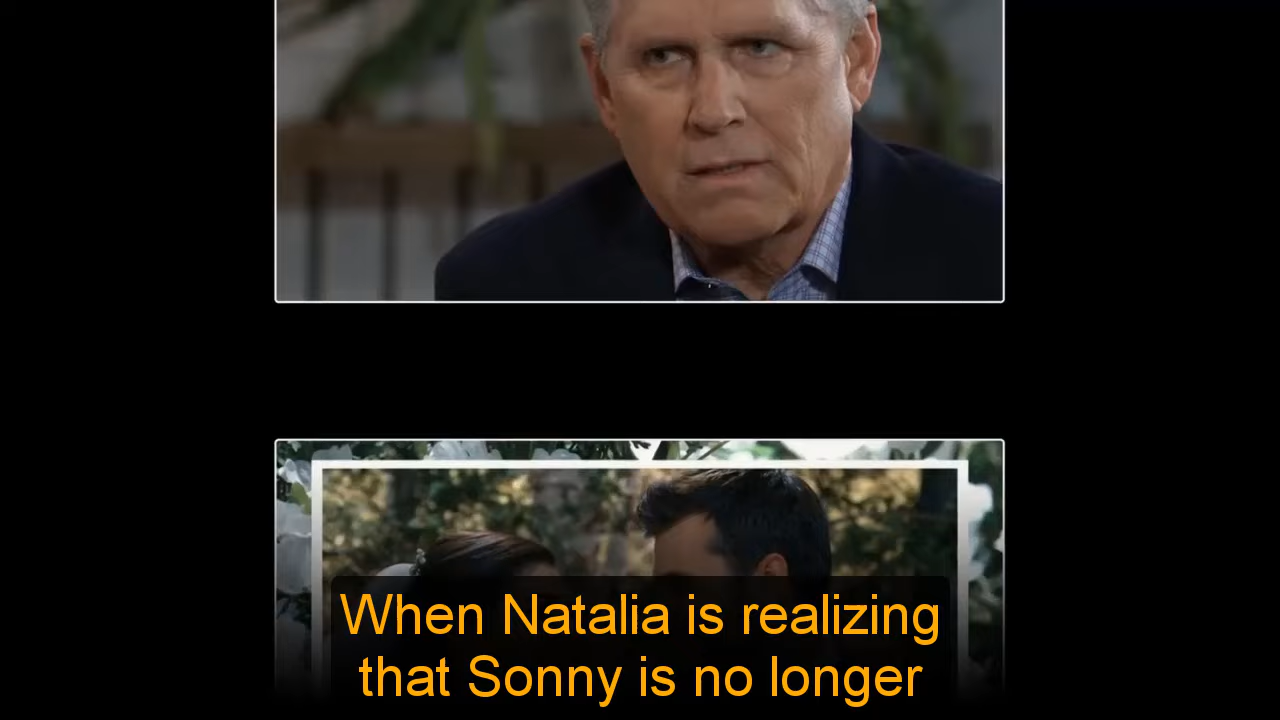 When Natalia is realizing
that Sonny is no longer